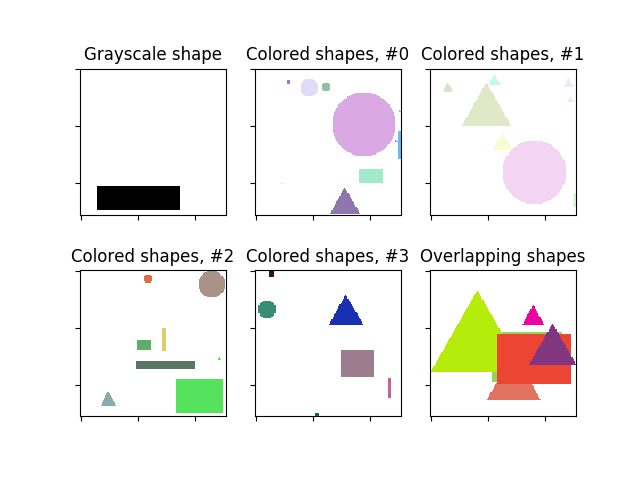 Grayscale shape
Colored shapes, #0
Colored shapes, #1
Colored shapes, #2
Colored shapes, #3
Overlapping shapes